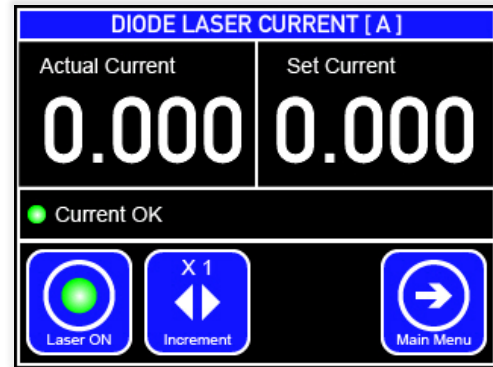 DIODE LASER CURRENT [ A ]
Actual Current
Set Current
0.000
0.000
Current OK
Laser ON
X 1
Increment
Main Menu